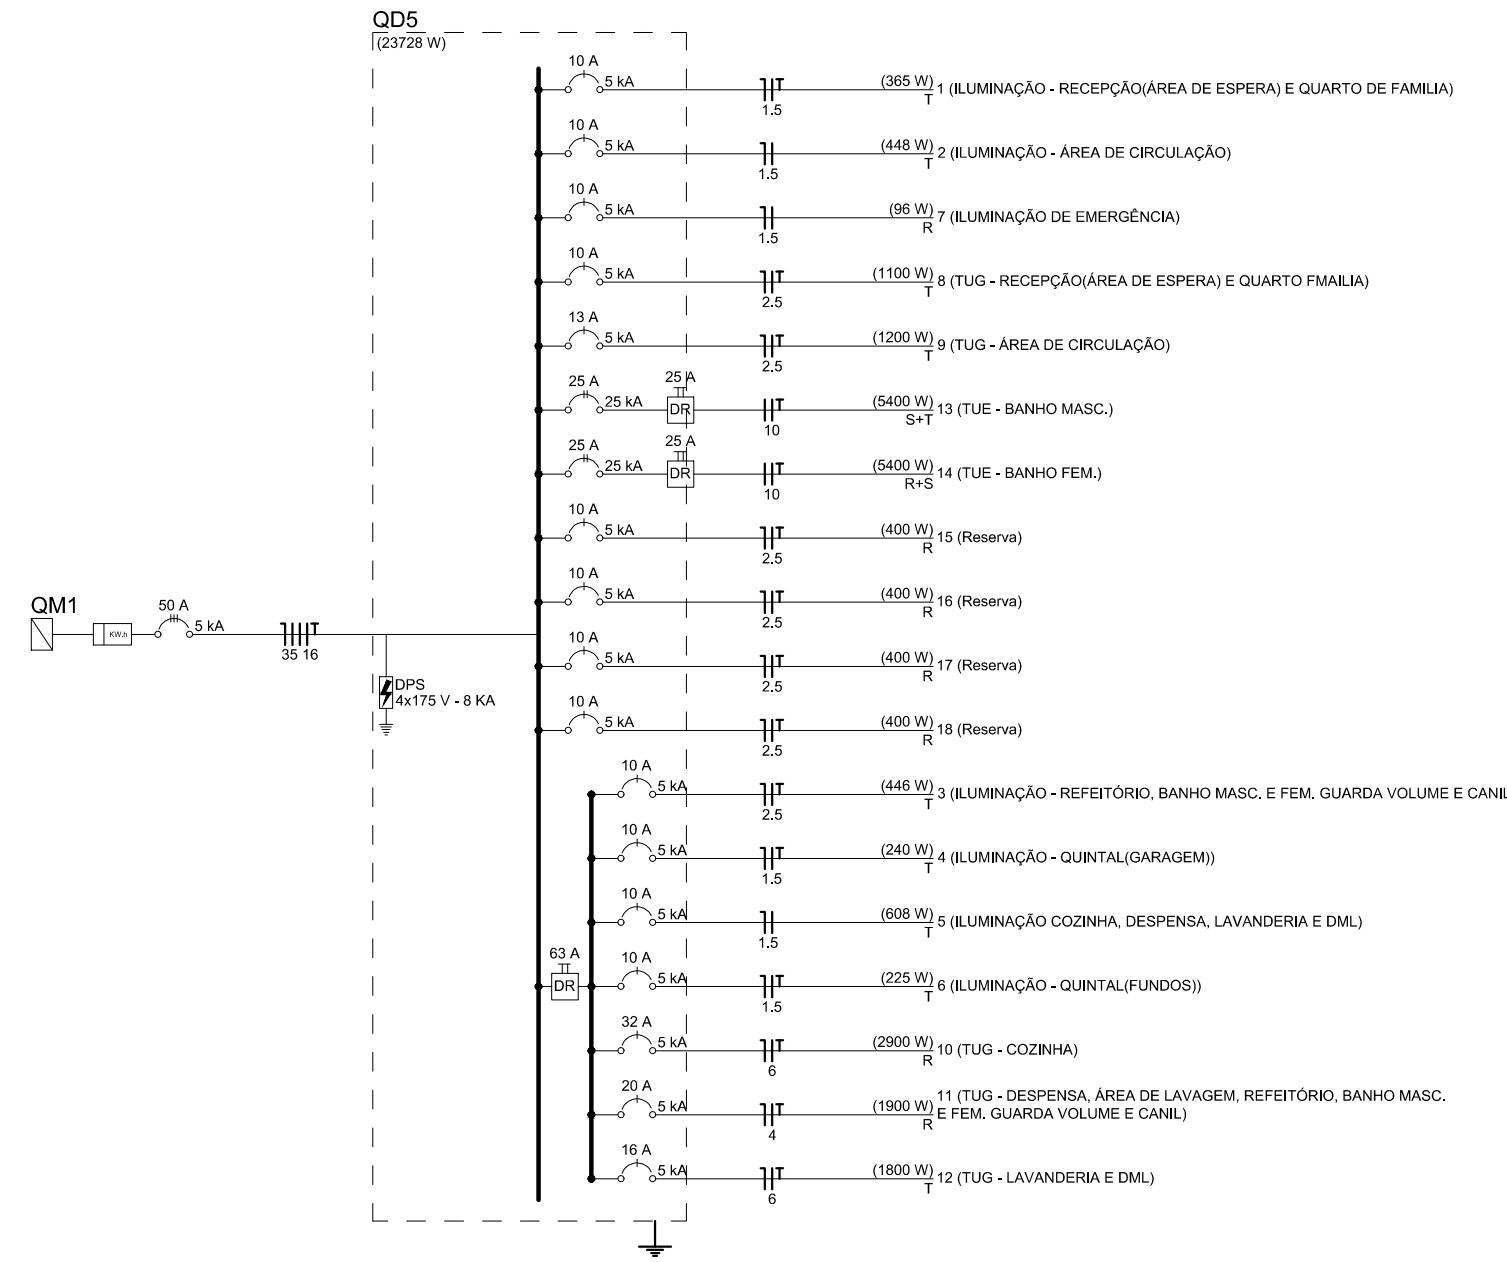 QD5
(23728 W)
10 A
5 kA
1.5
(365 W)
T
1 (ILUMINAÇÃO - RECEPÇÃO(ÁREA DE ESPERA) E QUARTO DE FAMILIA)
10 A
5 kA
1.5
(448 W)
T
2 (ILUMINAÇÃO - ÁREA DE CIRCULAÇÃO)
10 A
5 kA
1.5
(96 W)
R
7 (ILUMINAÇÃO DE EMERGÊNCIA)
10 A
5 kA
2.5
(1100 W)
T
8 (TUG - RECEPÇÃO(ÁREA DE ESPERA) E QUARTO FMAILIA)
13 A
5 kA
2.5
(1200 W)
T
9 (TUG - ÁREA DE CIRCULAÇÃO)
25 A
25 kA
25 A
DR
10
(5400 W)
S+T
13 (TUE - BANHO MASC.)
25 A
25 kA
25 A
DR
10
(5400 W)
R+S
14 (TUE - BANHO FEM.)
10 A
5 kA
2.5
(400 W)
R
15 (Reserva)
10 A
5 kA
2.5
(400 W)
R
16 (Reserva)
QM1
KW.h
50 A
5 kA
35 16
DPS
4x175 V - 8 KA
10 A
5 kA
2.5
(400 W)
R
17 (Reserva)
10 A
5 kA
2.5
(400 W)
R
18 (Reserva)
10 A
5 kA
2.5
(446 W)
T
3 (ILUMINAÇÃO - REFEITÓRIO, BANHO MASC. E FEM. GUARDA VOLUME E CANIL
10 A
5 kA
1.5
(240 W)
T
4 (ILUMINAÇÃO - QUINTAL(GARAGEM))
10 A
5 kA
1.5
(608 W)
T
5 (ILUMINAÇÃO COZINHA, DESPENSA, LAVANDERIA E DML)
63 A
DR
10 A
5 kA
1.5
(225 W)
T
6 (ILUMINAÇÃO - QUINTAL(FUNDOS))
32 A
5 kA
6
(2900 W)
R
10 (TUG - COZINHA)
20 A
5 kA
4
(1900 W)
R
11 (TUG - DESPENSA, ÁREA DE LAVAGEM, REFEITÓRIO, BANHO MASC.
E FEM. GUARDA VOLUME E CANIL)
16 A
5 kA
6
(1800 W)
T
12 (TUG - LAVANDERIA E DML)